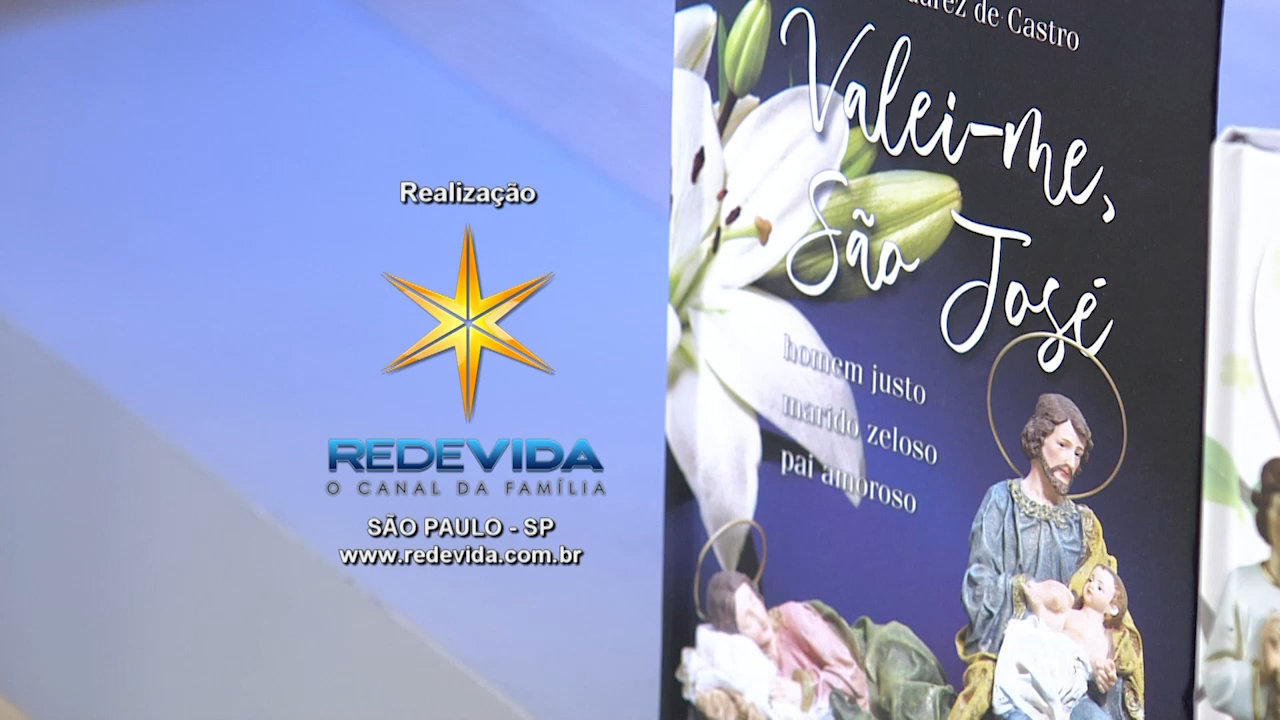 Realização
REDEVIDA
O CANAL DA FAMÍLIA
SÃO PAULO - SP
www.redevida.com.br
de Castro
Valei-me,
São José
homem justo
marido zeloso
pai amoroso